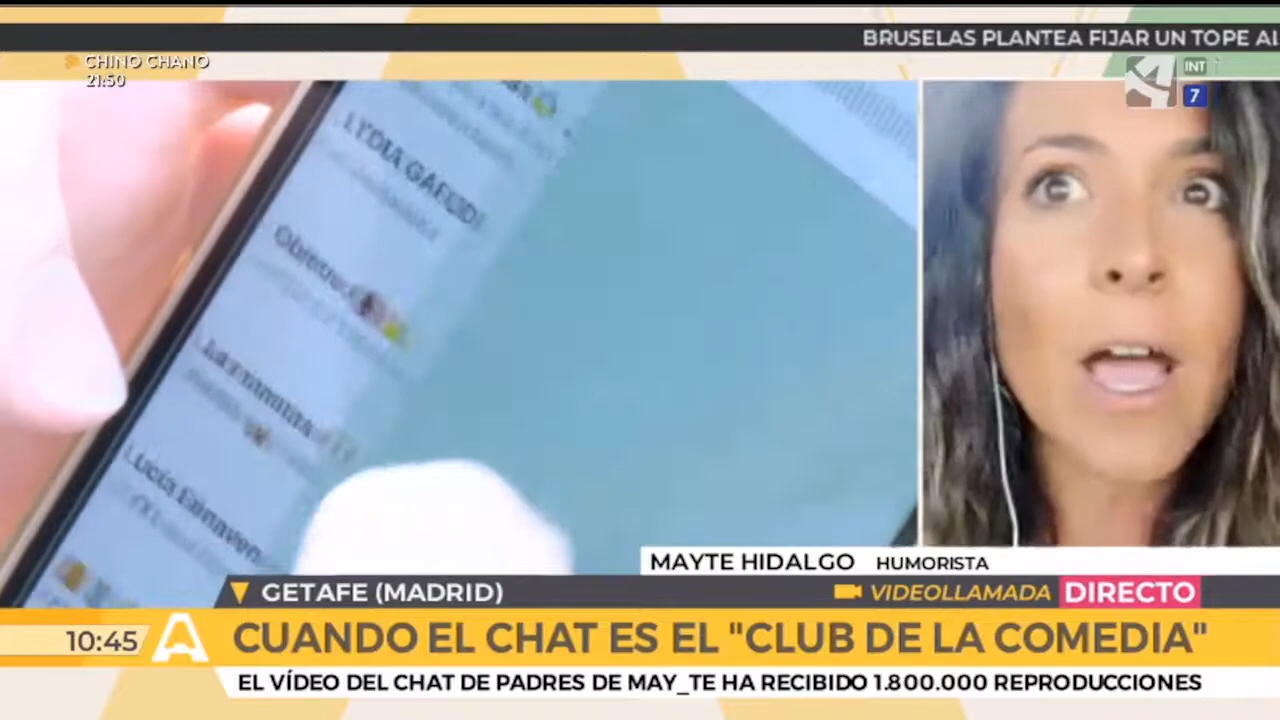 BRUSELAS PLANTEA FIJAR UN TOPE AL
CHINO CHANO
21:50
INT
7
LYDIA
MAYTE HIDALGO HUMORISTA
GETAFE (MADRID)
VIDEOLLAMADA DIRECTO
10:45
CUANDO EL CHAT ES EL "CLUB DE LA COMEDIA"
EL VÍDEO DEL CHAT DE PADRES DE MAY_TE HA RECIBIDO 1.800.000 REPRODUCCIONES